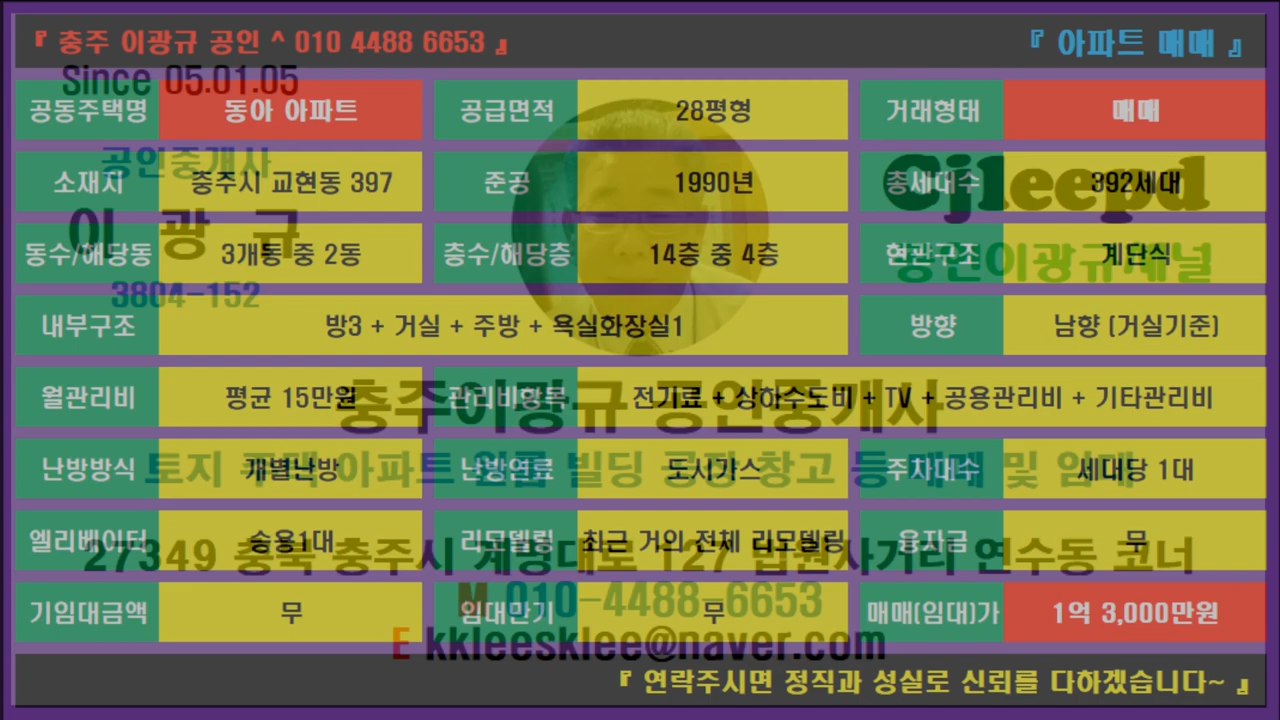 『 충주 이광규 공인 ^ 010 4488 6653 』 『 아파트 매매 』
Since 05.01.05
공동주택명 동아 아파트 공급면적 28평형 거래형태 매매
공인중개사
소재지 충주시 교현동 397 준공 1990년 총세대수 392세대
Cjleepd
이 광 규
동수/해당동 3개동 중 2동 층수/해당층 14층 중 4층 현관구조 계단식
공인이광규채널
3804-152
내부구조 방3 + 거실 + 주방 + 욕실화장실1 방향 남향 (거실기준)
월관리비 평균 15만원 관리비항목 전기료 + 상하수도비 + TV + 공용관리비 + 기타관리비
충주이광규 공인중개사
난방방식 개별난방 난방연료 도시가스 주차대수 세대당 1대
토지 주택 아파트 원룸 빌딩 공장 창고 등 매매 및 임대
엘리베이터 승용1대 리모델링 최근 거의 전체 리모델링 융자금 무
27349 충북 충주시 계명대로 127 법원사거리 연수동 코너
기임대금액 무 임대만기 무 매매(임대)가 1억 3,000만원
M 010-4488-6653
E kkleesklee@naver.com
『 연락주시면 정직과 성실로 신뢰를 다하겠습니다~ 』